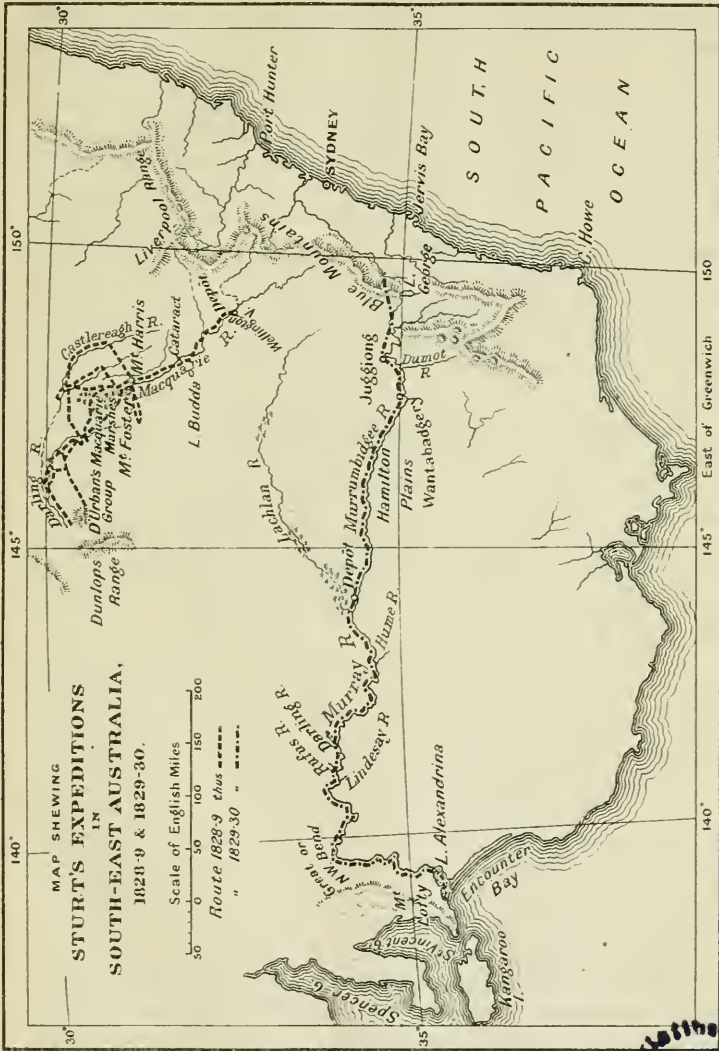 MAP SHEWING
STURT'S EXPEDITIONS
IN
SOUTH-EAST AUSTRALIA,
1828-9 & 1829-30.
Scale of English Miles
50 0 50 100 150 200
Route 1828-9 thus
" 1829-30 "
140°
145°
150°
30°
30°
Darling R
Castlereagh R.
Liverpool Range
D'Urban's Group
Macquarie Marshes
Mt Harris
Mt Foster
Dunlops Range
Cataract
Macquarie R.
Depot
Wellington V.
L. Budda
Port Hunter
SYDNEY
Blue Mountains
Lachlan R
Jervis Bay
L. George
Juggiong
Dumot R
Depôt
Murrumbidgee R
Hamilton Plains
Wantabadgery
Hume R.
Murray R
Darling R.
Rufus R.
Lindesay R
Great or N.W. Bend
Mt Lofty
L. Alexandrina
Encounter Bay
St Vincent G.
Spencer G.
Kangaroo I.
35°
35°
C. Howe
SOUTH
PACIFIC
OCEAN
140°
145°
150
East of Greenwich